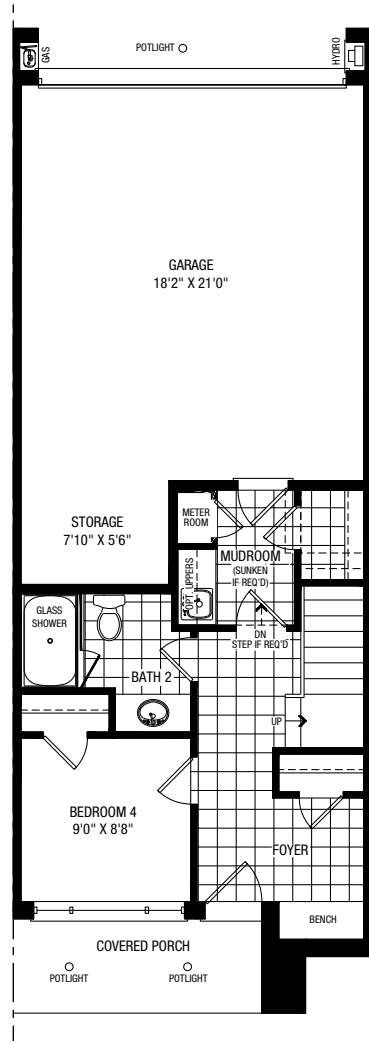 POTLIGHT
GAS
HYDRO
GARAGE
18'2" X 21'0"
STORAGE
7'10" X 5'6"
METER
ROOM
MUDROOM
(SUNKEN
IF REQ'D)
OPT. UPPERS
DN
STEP IF REQ'D
GLASS
SHOWER
BATH 2
UP
BEDROOM 4
9'0" X 8'8"
FOYER
BENCH
COVERED PORCH
POTLIGHT
POTLIGHT